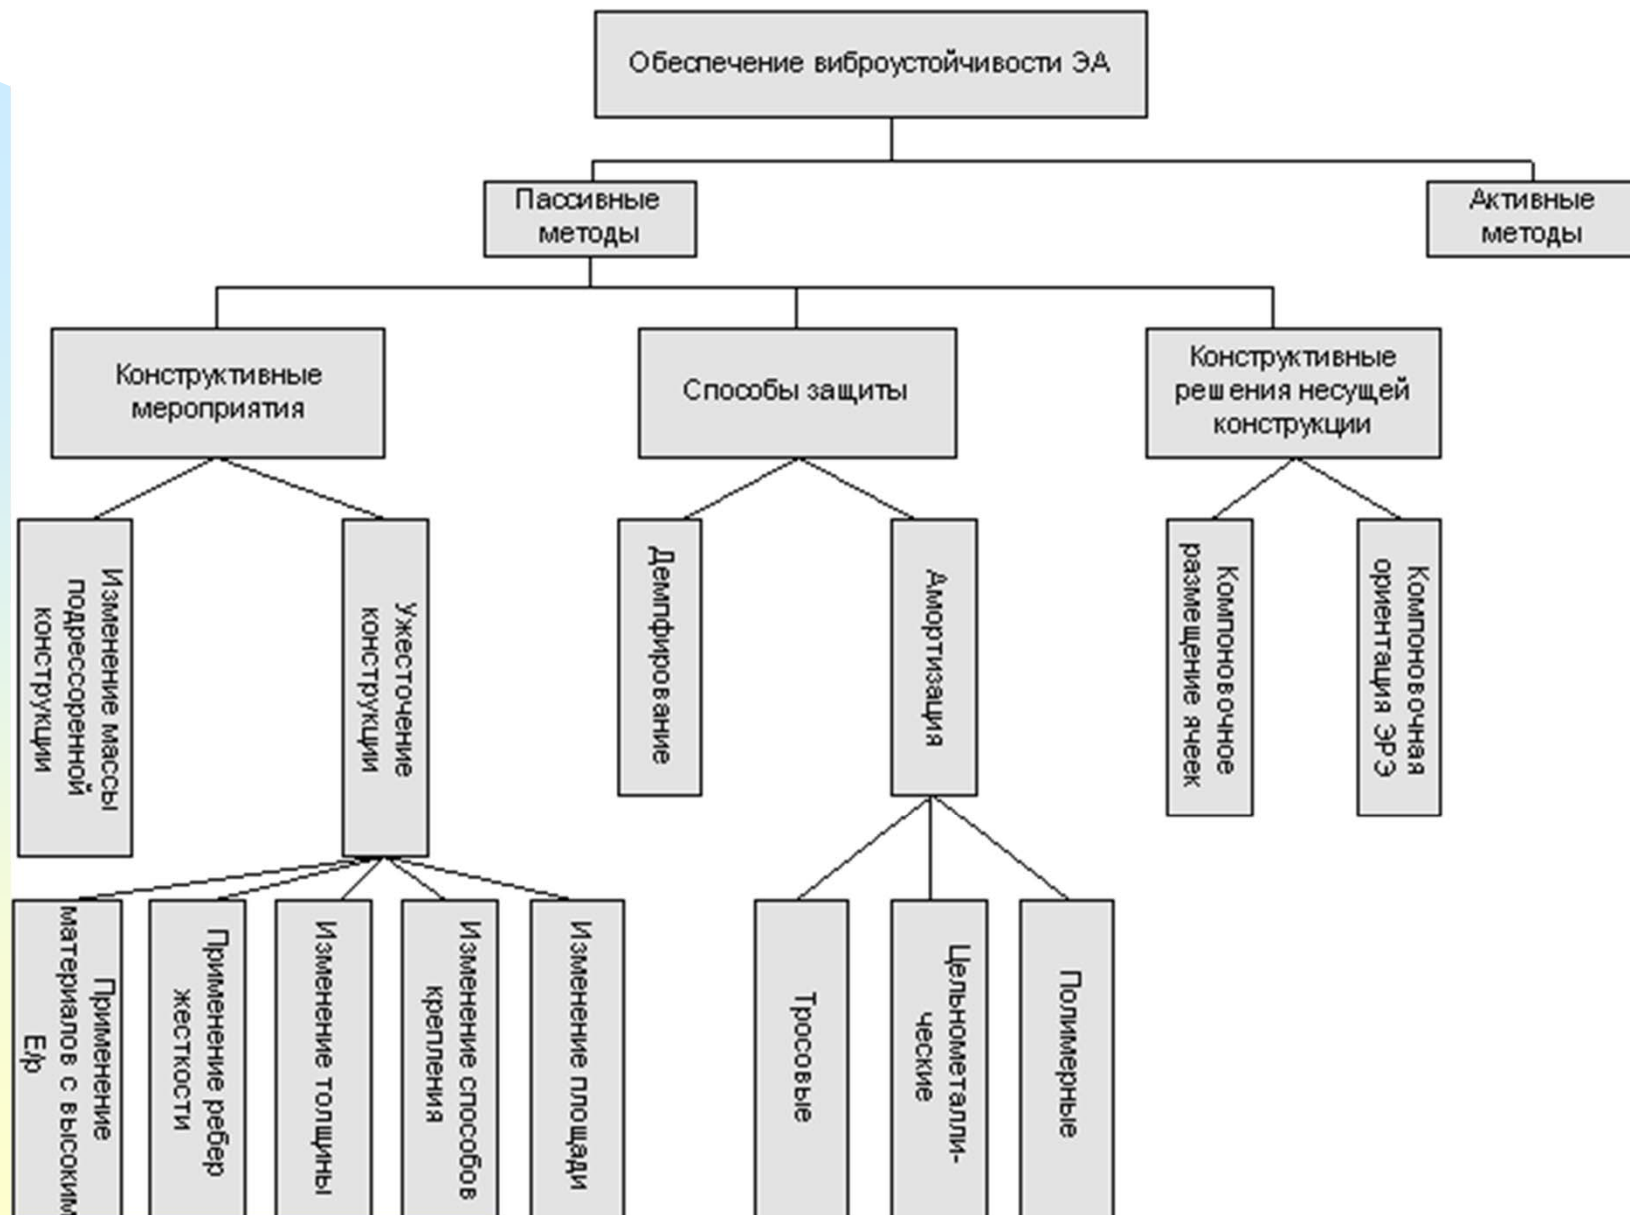 Обеспечение виброустойчивости ЭА
Пассивные
методы
Активные
методы
Конструктивные
мероприятия
Способы защиты
Конструктивные
решения несущей
конструкции
Изменение массы
подрессоренной
конструкции
Ужесточение
конструкции
Демпфирование
Амортизация
Компоновочное
размещение ячеек
Компоновочная
ориентация ЭРЭ
Применение
материалов с высоким
Е/р
Применение ребер
жесткости
Изменение толщины
Изменение способов
крепления
Изменение площади
Тросовые
Цельнометалли-
ческие
Полимерные